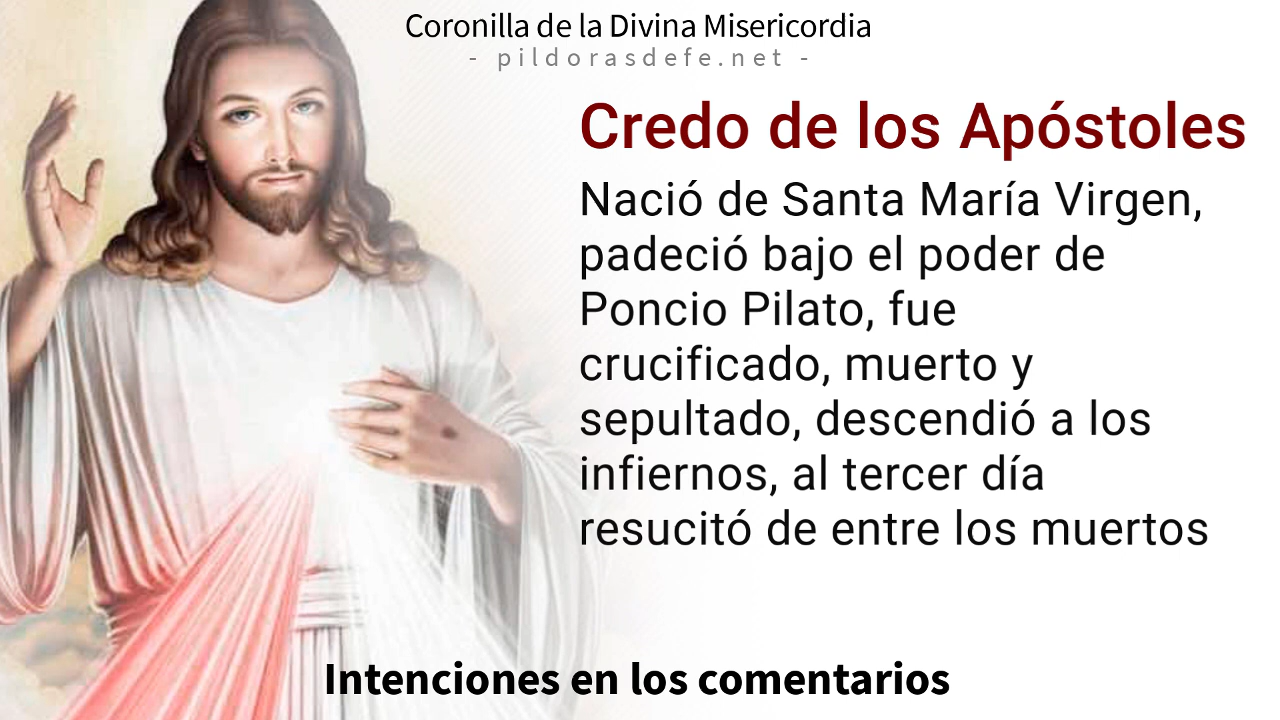 Coronilla de la Divina Misericordia
- pildorasdefe.net -
Credo de los Apóstoles
Nació de Santa María Virgen,
padeció bajo el poder de
Poncio Pilato, fue
crucificado, muerto y
sepultado, descendió a los
infiernos, al tercer día
resucitó de entre los muertos
Intenciones en los comentarios